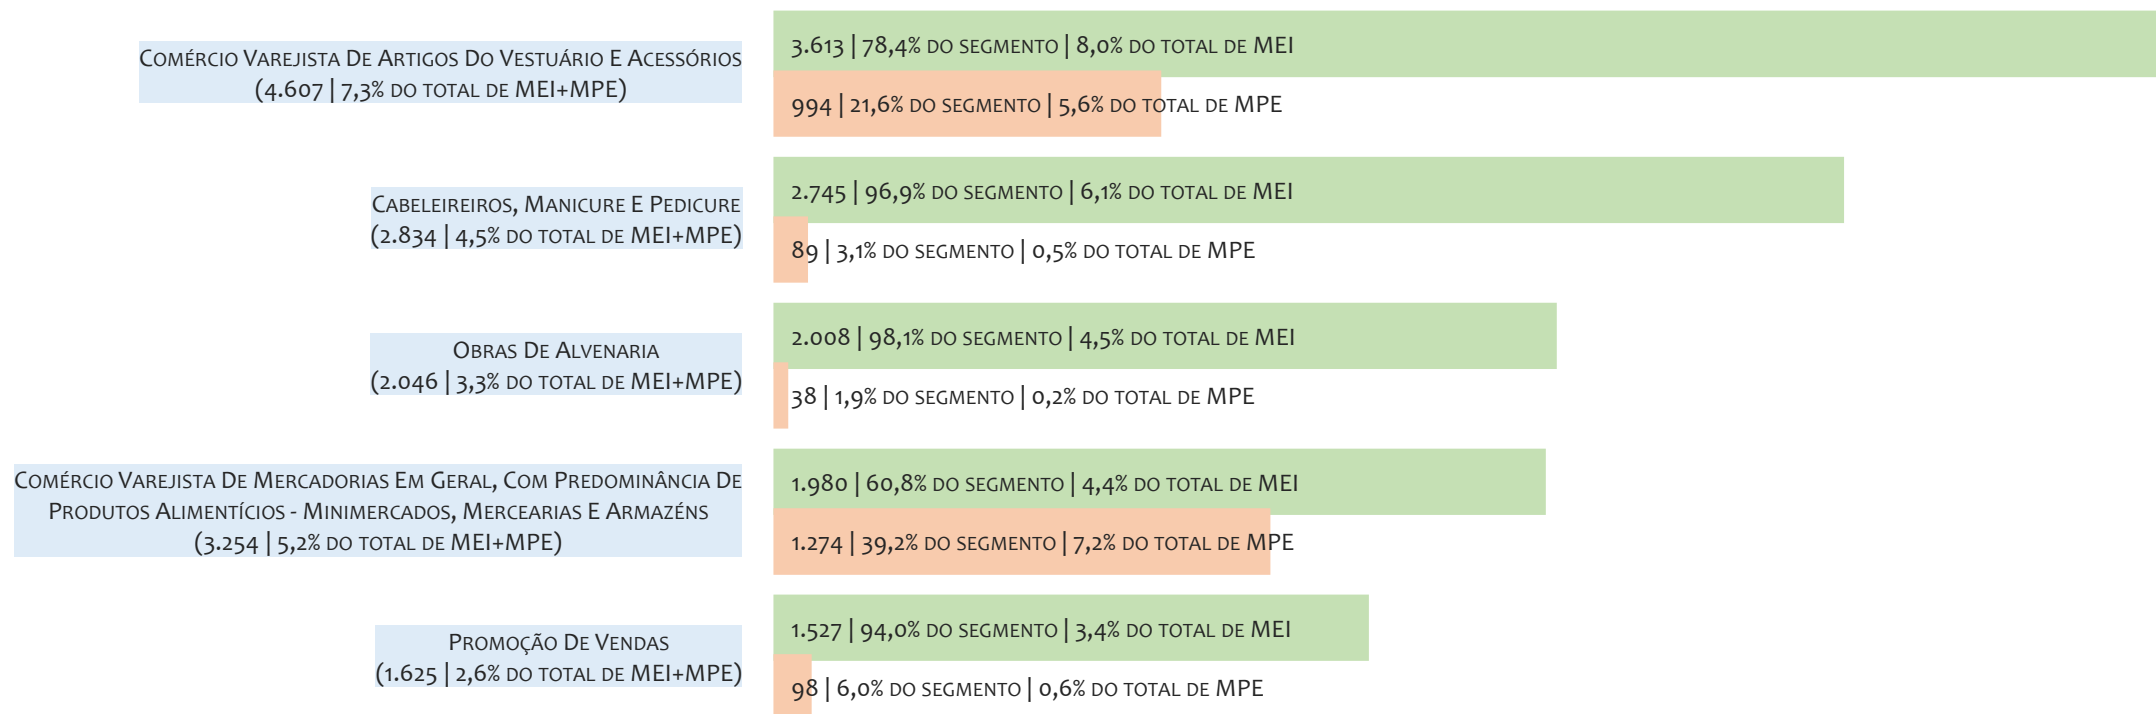 Comércio Varejista De Artigos Do Vestuário E Acessórios
(4.607 | 7,3% do total de MEI+MPE)
3.613 | 78,4% do segmento | 8,0% do total de MEI
994 | 21,6% do segmento | 5,6% do total de MPE
Cabeleireiros, Manicure E Pedicure
(2.834 | 4,5% do total de MEI+MPE)
2.745 | 96,9% do segmento | 6,1% do total de MEI
89 | 3,1% do segmento | 0,5% do total de MPE
Obras De Alvenaria
(2.046 | 3,3% do total de MEI+MPE)
2.008 | 98,1% do segmento | 4,5% do total de MEI
38 | 1,9% do segmento | 0,2% do total de MPE
Comércio Varejista De Mercadorias Em Geral, Com Predominância De
Produtos Alimentícios - Minimercados, Mercearias E Armazéns
(3.254 | 5,2% do total de MEI+MPE)
1.980 | 60,8% do segmento | 4,4% do total de MEI
1.274 | 39,2% do segmento | 7,2% do total de MPE
Promoção De Vendas
(1.625 | 2,6% do total de MEI+MPE)
1.527 | 94,0% do segmento | 3,4% do total de MEI
98 | 6,0% do segmento | 0,6% do total de MPE